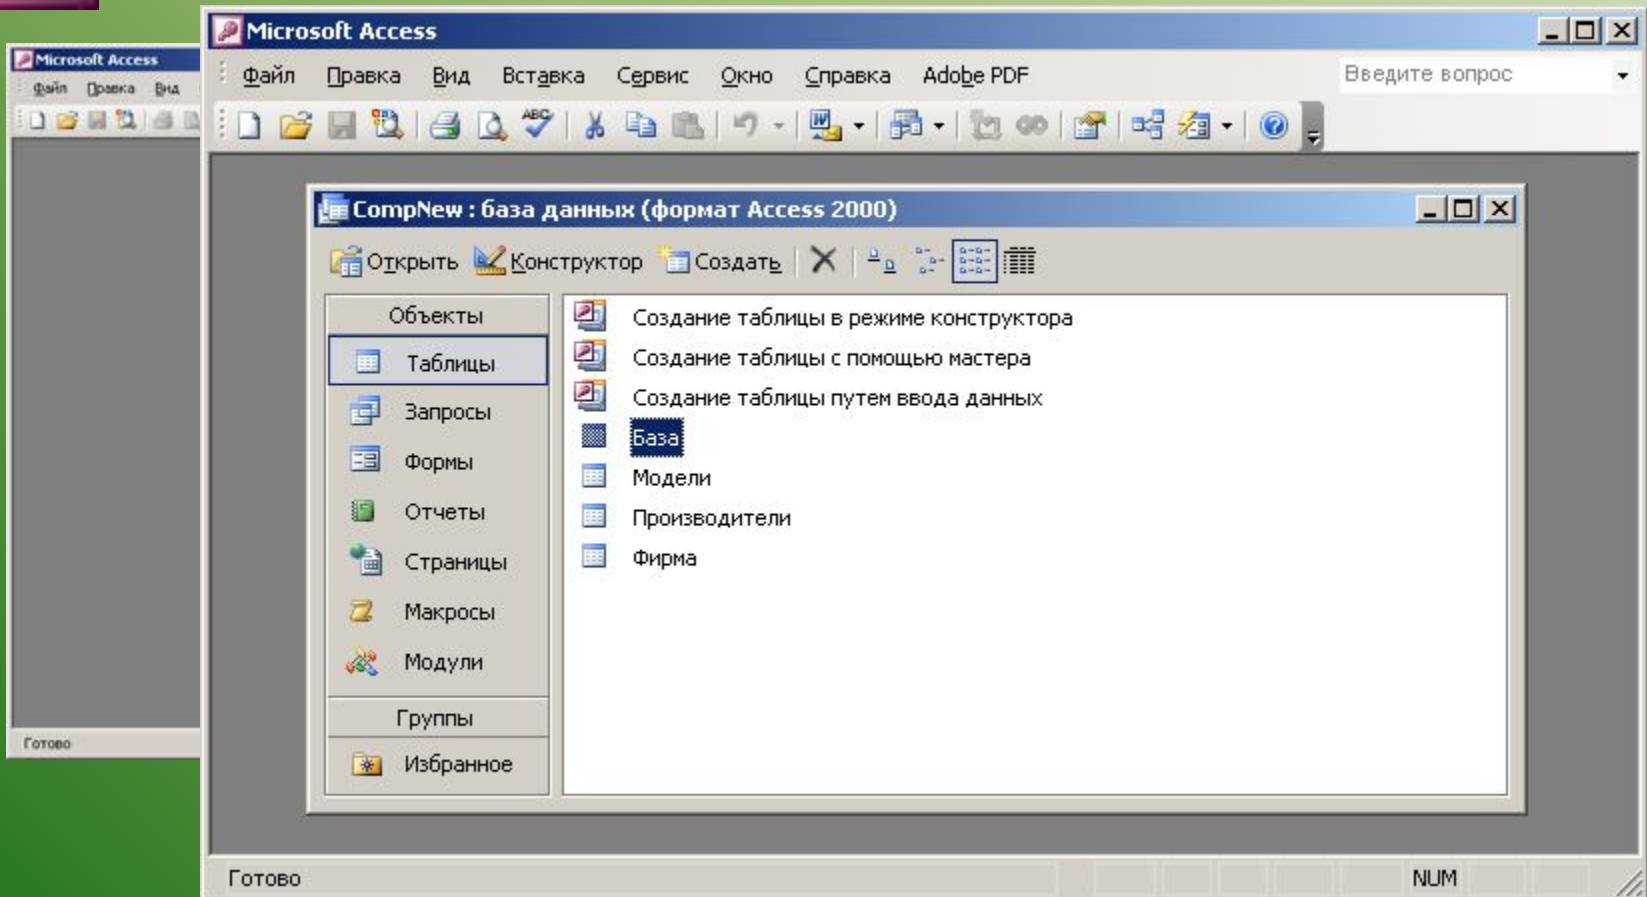 Microsoft Access
Файл Правка Вид
Готово
Microsoft Access
Файл Правка Вид Вставка Сервис Окно Справка Adobe PDF Введите вопрос
ABC
W
CompNew : база данных (формат Access 2000)
Открыть Конструктор Создать
Объекты
Таблицы
Запросы
Формы
Отчеты
Страницы
Макросы
Модули
Группы
Избранное
Создание таблицы в режиме конструктора
Создание таблицы с помощью мастера
Создание таблицы путем ввода данных
База
Модели
Производители
Фирма
Готово NUM